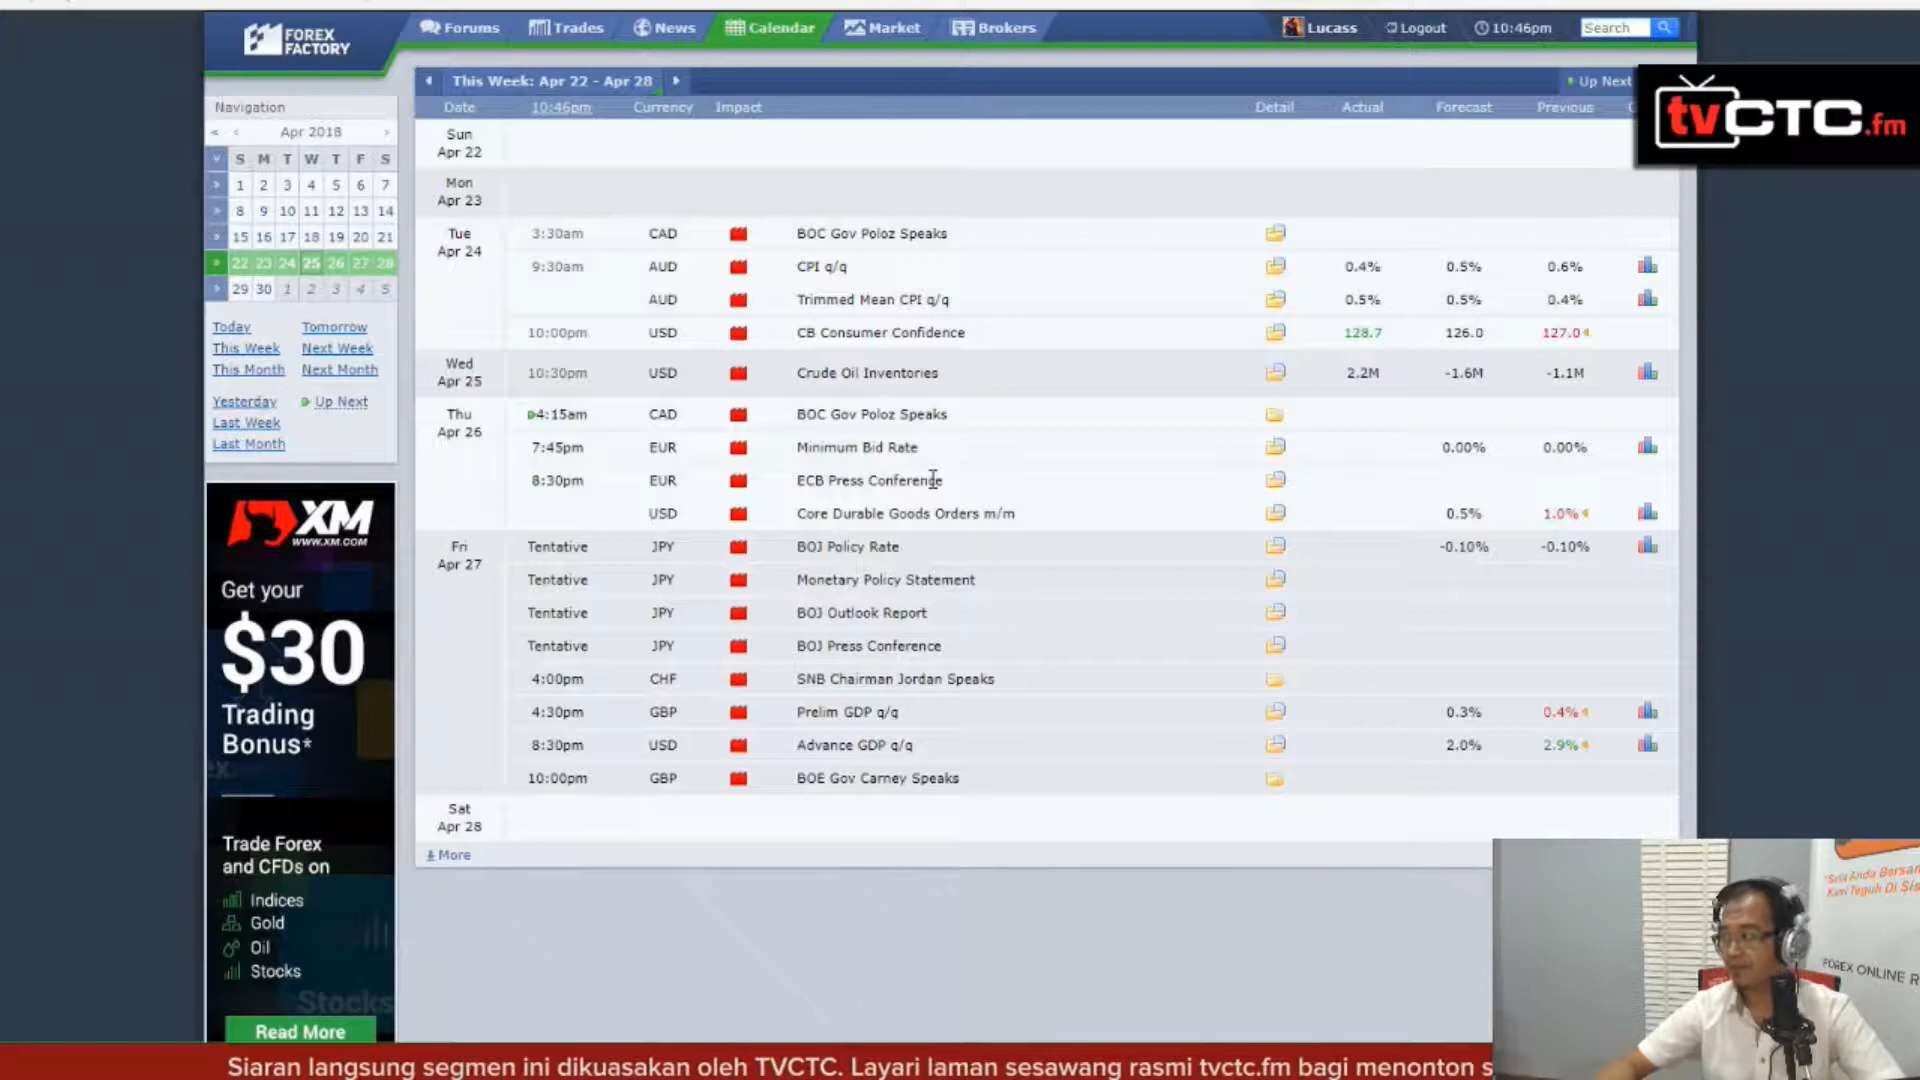 FOREX FACTORY
Forums Trades News Calendar Market Brokers
Lucass Logout 10:46pm Search
tvCTC.fm
Navigation
« ‹ Apr 2018 ›
S M T W T F S
1 2 3 4 5 6 7
8 9 10 11 12 13 14
15 16 17 18 19 20 21
22 23 24 25 26 27 28
29 30 1 2 3 4 5
Today Tomorrow
This Week Next Week
This Month Next Month
Yesterday Up Next
Last Week
Last Month
XM
WWW.XM.COM
Get your
$30
Trading
Bonus*
Trade Forex
and CFDs on
Indices
Gold
Oil
Stocks
Stocks
Read More
This Week: Apr 22 - Apr 28 Up Next
Date 10:46pm Currency Impact Detail Actual Forecast Previous
Sun Apr 22
Mon Apr 23
Tue Apr 24 3:30am CAD BOC Gov Poloz Speaks
9:30am AUD CPI q/q 0.4% 0.5% 0.6%
AUD Trimmed Mean CPI q/q 0.5% 0.5% 0.4%
10:00pm USD CB Consumer Confidence 128.7 126.0 127.0
Wed Apr 25 10:30pm USD Crude Oil Inventories 2.2M -1.6M -1.1M
Thu Apr 26 4:15am CAD BOC Gov Poloz Speaks
7:45pm EUR Minimum Bid Rate 0.00% 0.00%
8:30pm EUR ECB Press Conference
USD Core Durable Goods Orders m/m 0.5% 1.0%
Fri Apr 27 Tentative JPY BOJ Policy Rate -0.10% -0.10%
Tentative JPY Monetary Policy Statement
Tentative JPY BOJ Outlook Report
Tentative JPY BOJ Press Conference
4:00pm CHF SNB Chairman Jordan Speaks
4:30pm GBP Prelim GDP q/q 0.3% 0.4%
8:30pm USD Advance GDP q/q 2.0% 2.9%
10:00pm GBP BOE Gov Carney Speaks
Sat Apr 28
More
"Setia Anda Bersam
Kami Teguh Di Sis
FOREX ONLINE R
Siaran langsung segmen ini dikuasakan oleh TVCTC. Layari laman sesawang rasmi tvctc.fm bagi menonton s